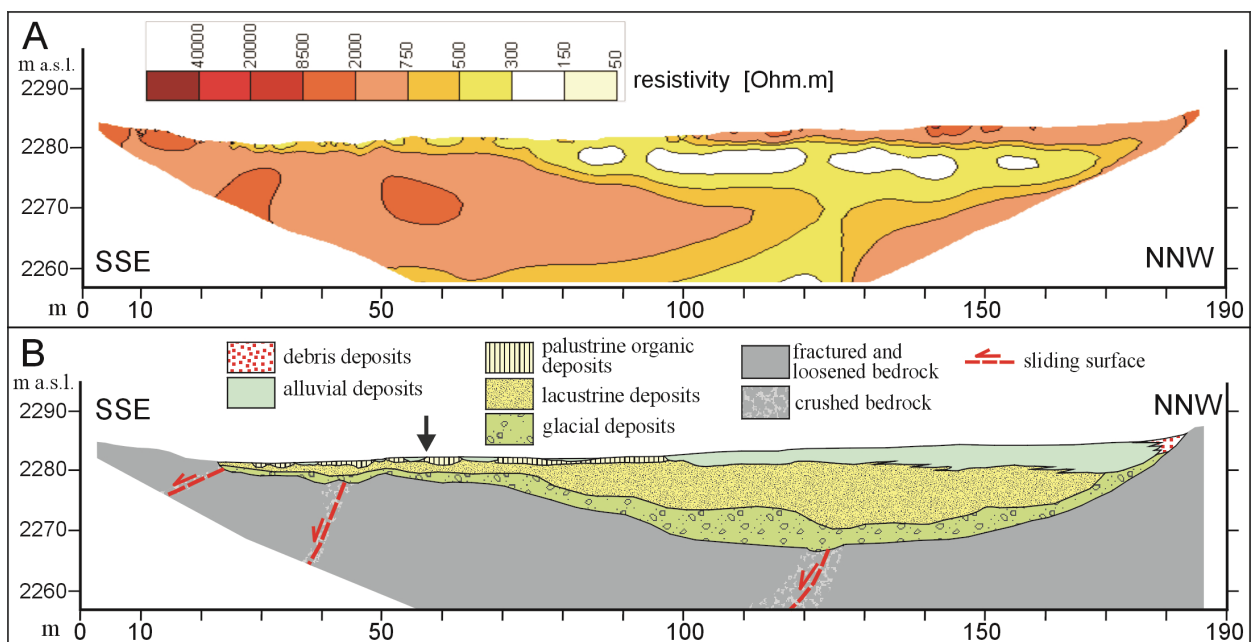 A
40000
20000
8500
2000
750
500
300
150
50
resistivity [Ohm.m]
m a.s.l.
2290
2280
2270
2260
SSE
NNW
m
0
10
50
100
150
190
B
debris deposits
alluvial deposits
palustrine organic
deposits
lacustrine deposits
glacial deposits
fractured and
loosened bedrock
crushed bedrock
sliding surface
m a.s.l.
SSE
NNW
2290
2280
2270
2260
m
0
10
50
100
150
190